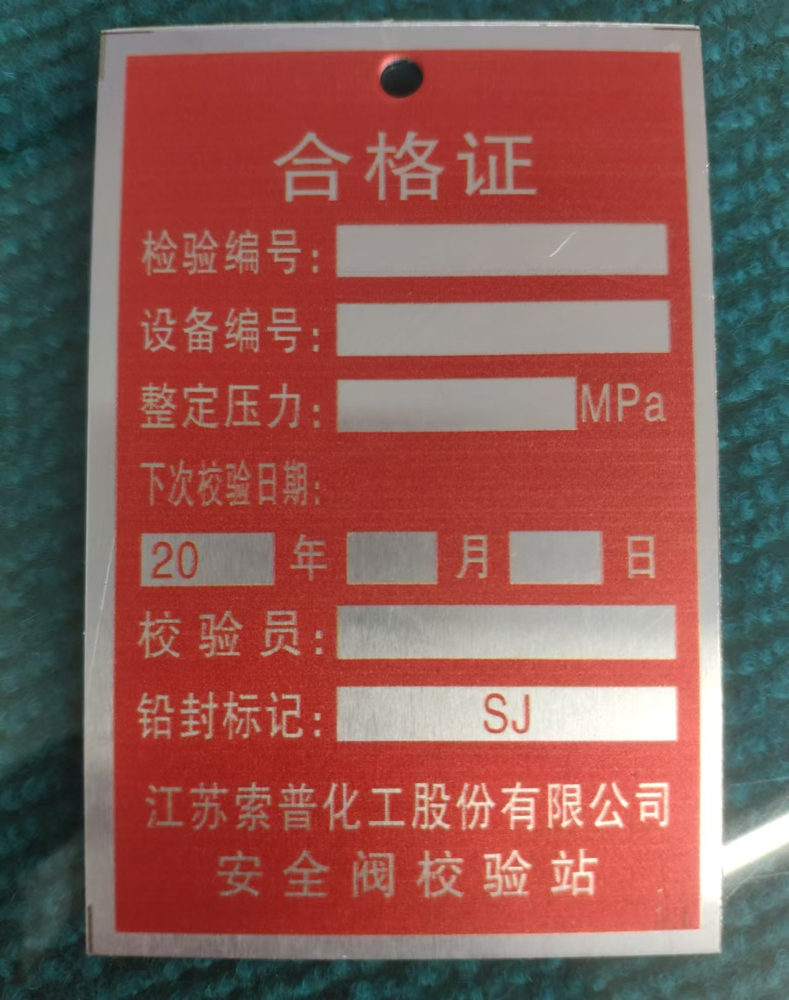 合格证
检验编号:
设备编号:
整定压力: MPa
下次校验日期:
20 年 月 日
校验员:
铅封标记: SJ
江苏索普化工股份有限公司
安全阀校验站